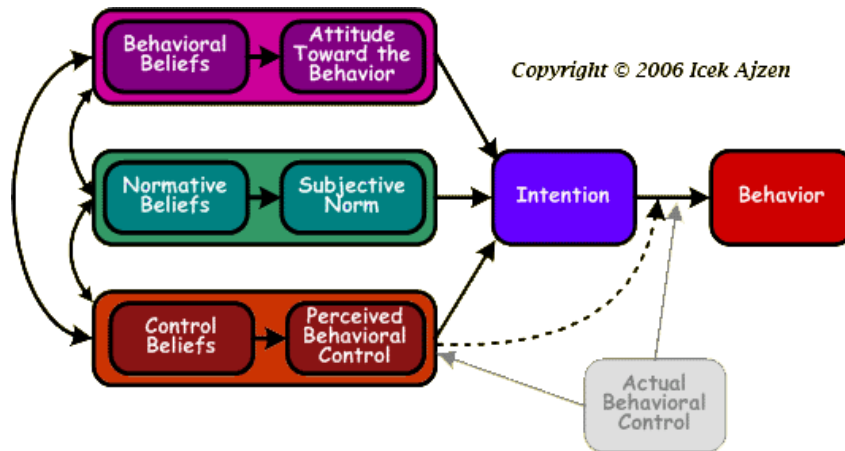 Behavioral
Beliefs
Attitude
Toward the
Behavior
Copyright © 2006 Icek Ajzen
Normative
Beliefs
Subjective
Norm
Intention
Behavior
Control
Beliefs
Perceived
Behavioral
Control
Actual
Behavioral
Control